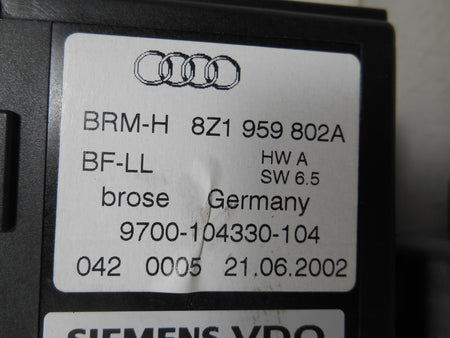 BRM-H 8Z1 959 802A
BF-LL HW A
SW 6.5
brose Germany
9700-104330-104
042 0005 21.06.2002
SIEMENS VDO